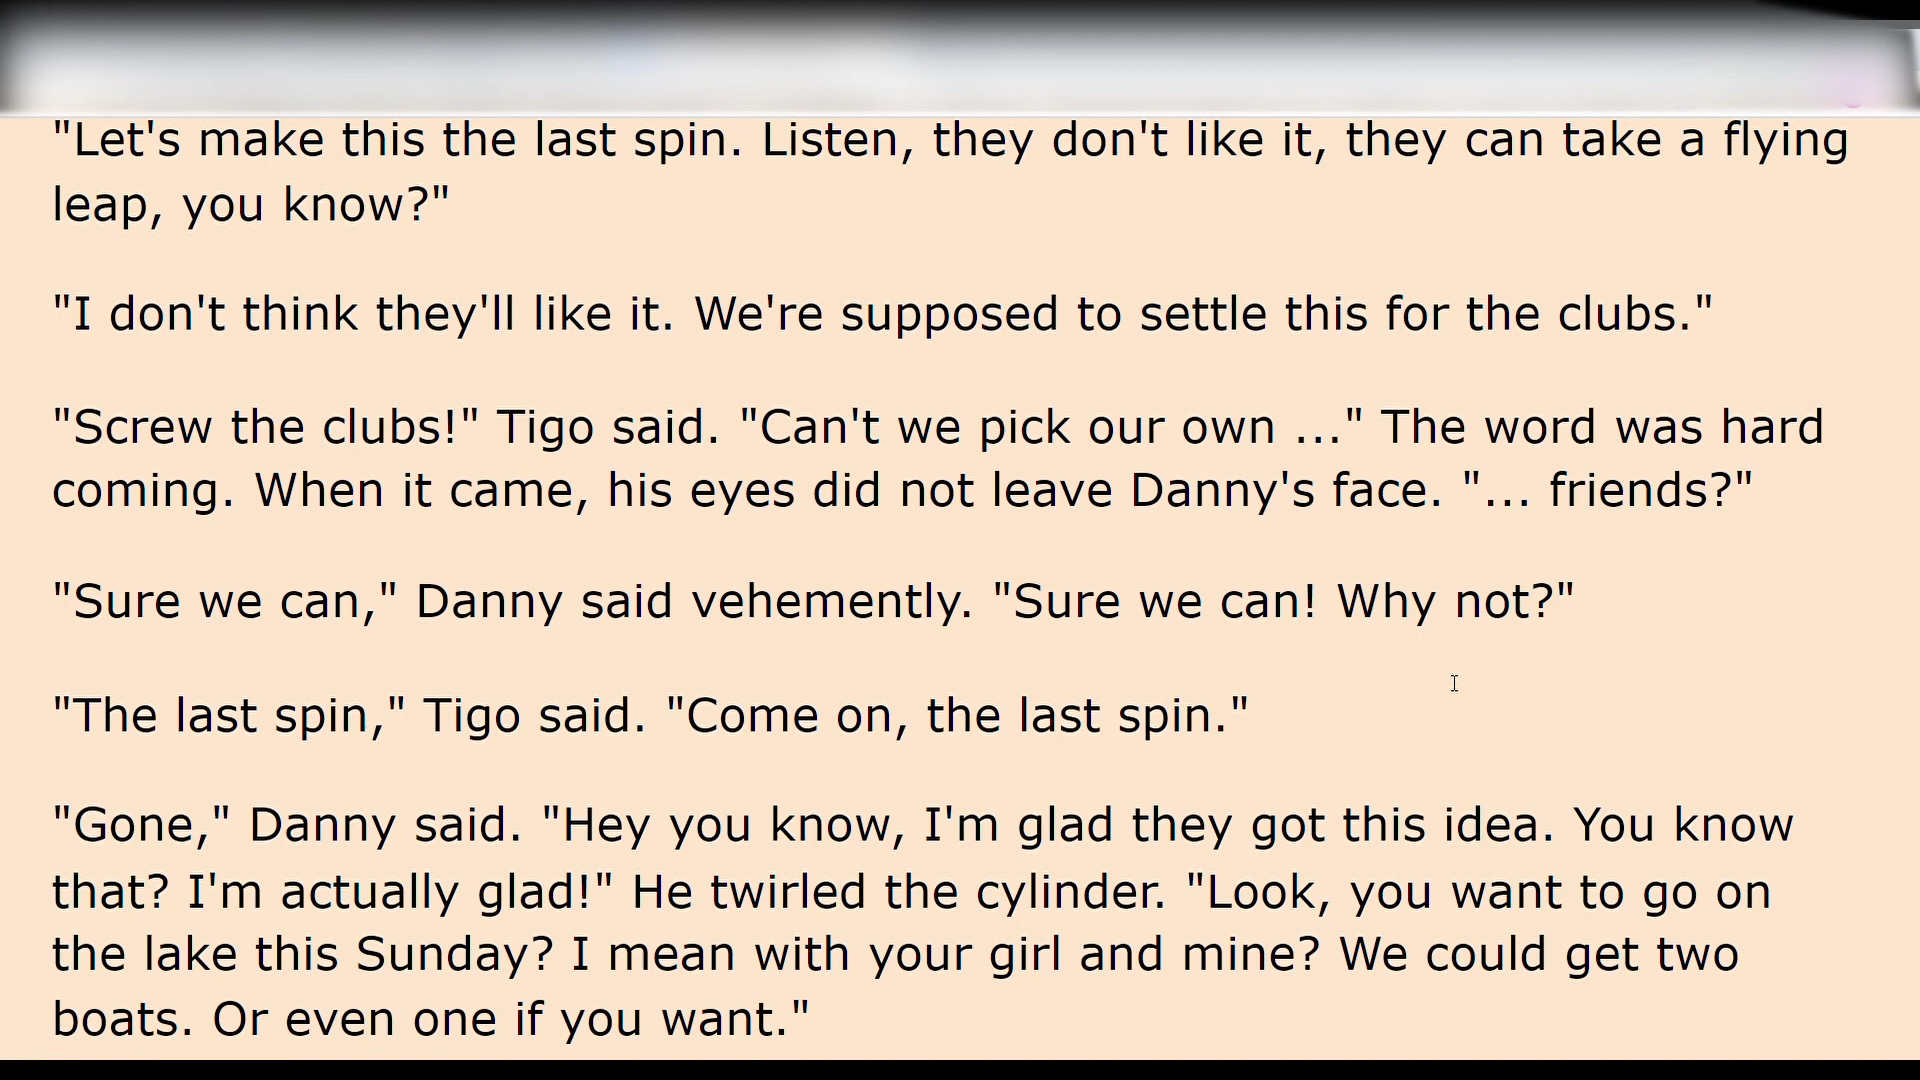 "Let's make this the last spin. Listen, they don't like it, they can take a flying
leap, you know?"
"I don't think they'll like it. We're supposed to settle this for the clubs."
"Screw the clubs!" Tigo said. "Can't we pick our own ..." The word was hard
coming. When it came, his eyes did not leave Danny's face. "... friends?"
"Sure we can," Danny said vehemently. "Sure we can! Why not?"
"The last spin," Tigo said. "Come on, the last spin."
"Gone," Danny said. "Hey you know, I'm glad they got this idea. You know
that? I'm actually glad!" He twirled the cylinder. "Look, you want to go on
the lake this Sunday? I mean with your girl and mine? We could get two
boats. Or even one if you want."